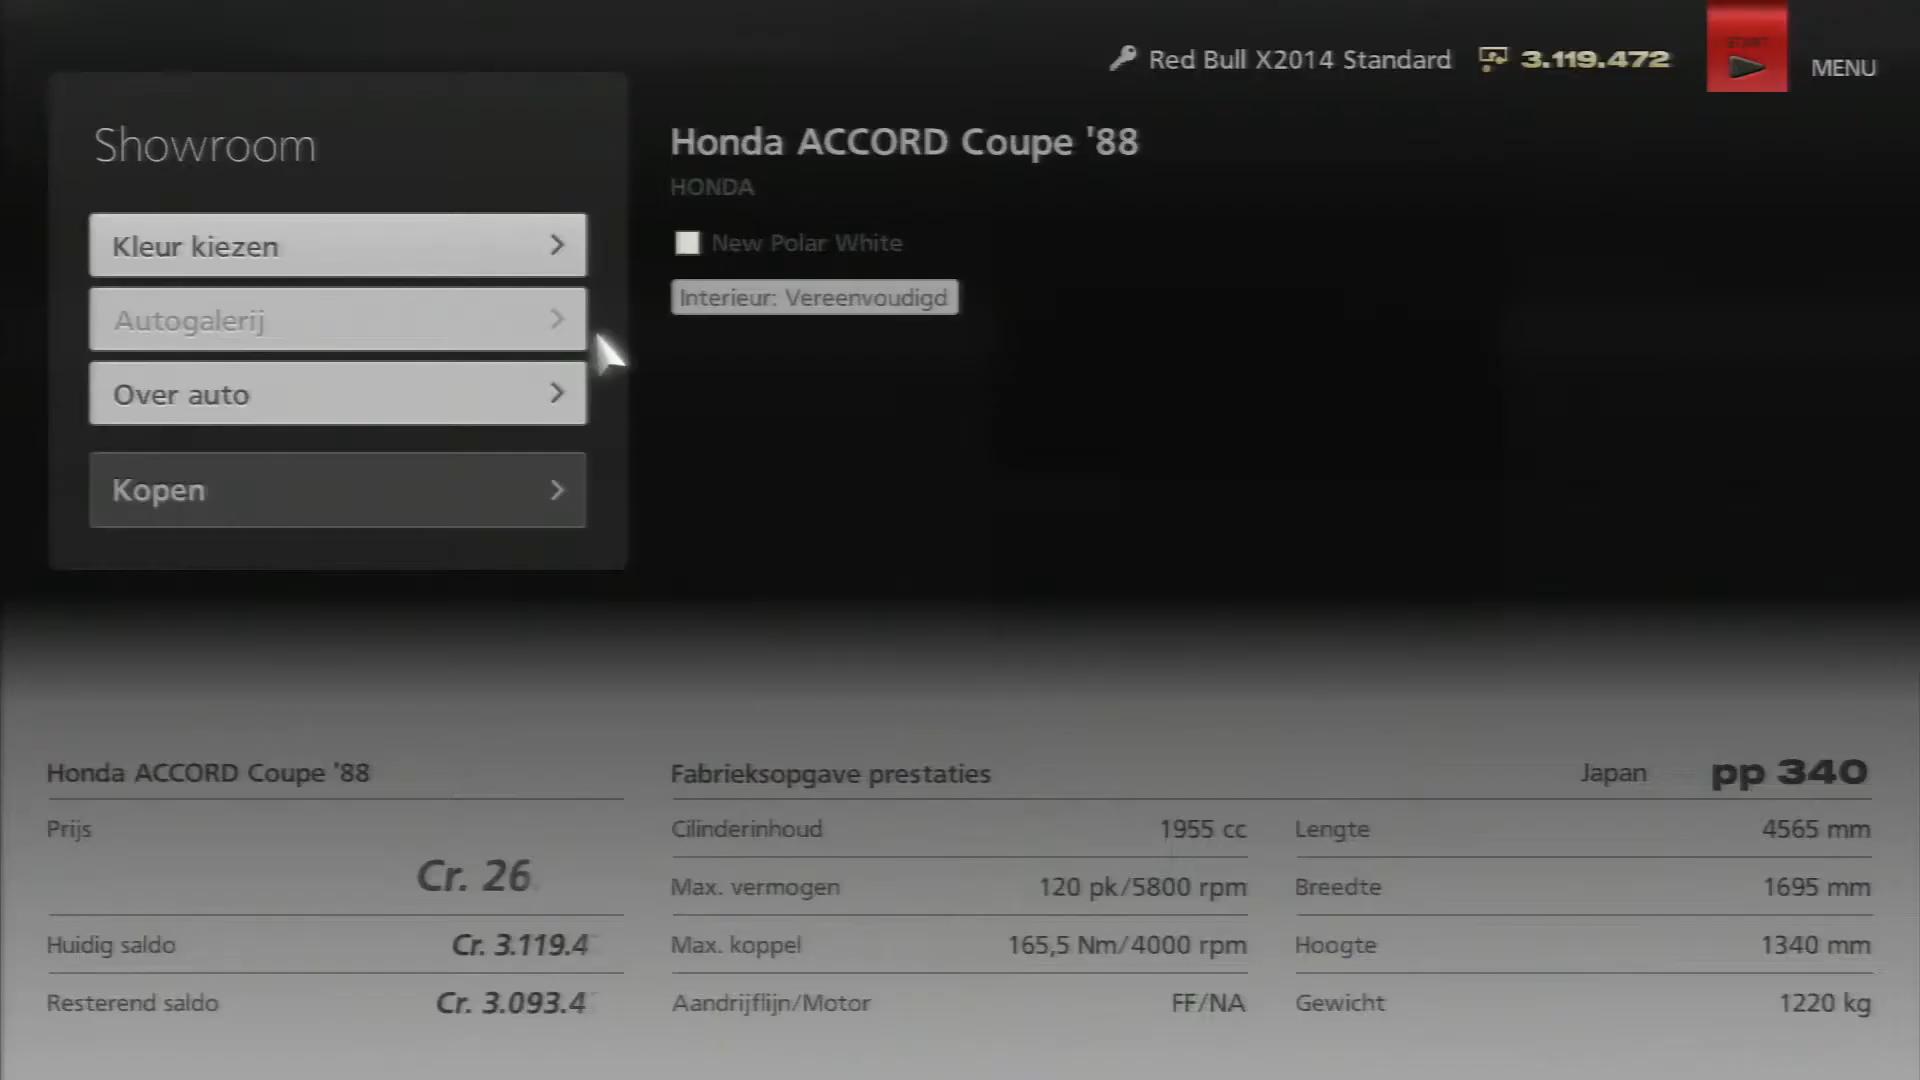 Red Bull X2014 Standard 3.119.472 START MENU
Showroom
Kleur kiezen
Autogalerij
Over auto
Kopen
Honda ACCORD Coupe '88
HONDA
New Polar White
Interieur: Vereenvoudigd
Honda ACCORD Coupe '88
Prijs
Cr. 26
Huidig saldo Cr. 3.119.4
Resterend saldo Cr. 3.093.4
Fabrieksopgave prestaties Japan pp 340
Cilinderinhoud 1955 cc
Max. vermogen 120 pk/5800 rpm
Max. koppel 165,5 Nm/4000 rpm
Aandrijflijn/Motor FF/NA
Lengte 4565 mm
Breedte 1695 mm
Hoogte 1340 mm
Gewicht 1220 kg